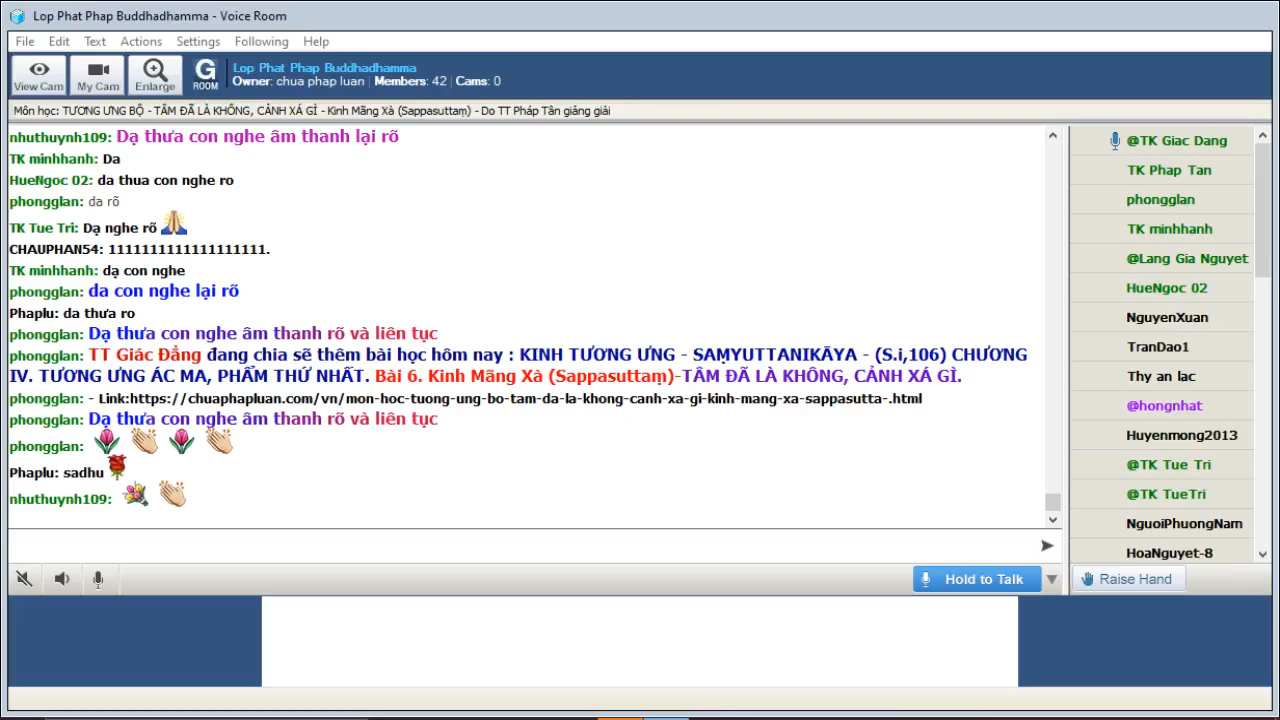 Lop Phat Phap Buddhadhamma - Voice Room
File Edit Text Actions Settings Following Help
View Cam My Cam Enlarge G ROOM
Lop Phat Phap Buddhadhamma
Owner: chua phap luan | Members: 42 | Cams: 0
Môn học: TƯƠNG ƯNG BỘ - TÂM ĐÃ LÀ KHÔNG, CẢNH XÁ GÌ - Kinh Mãng Xà (Sappasuttaṃ) - Do TT Pháp Tân giảng giải
nhuthuynh109: Dạ thưa con nghe âm thanh lại rõ
TK minhhanh: Da
HueNgoc 02: da thua con nghe ro
phongglan: da rõ
TK Tue Tri: Dạ nghe rõ
CHAUPHAN54: 1111111111111111111.
TK minhhanh: dạ con nghe
phongglan: da con nghe lại rõ
Phaplu: da thưa ro
phongglan: Dạ thưa con nghe âm thanh rõ và liên tục
phongglan: TT Giác Đẳng đang chia sẽ thêm bài học hôm nay : KINH TƯƠNG ƯNG - SAṂYUTTANIKĀYA - (S.i,106) CHƯƠNG
IV. TƯƠNG ƯNG ÁC MA, PHẨM THỨ NHẤT. Bài 6. Kinh Mãng Xà (Sappasuttaṃ)-TÂM ĐÃ LÀ KHÔNG, CẢNH XÁ GÌ.
phongglan: - Link:https://chuaphapluan.com/vn/mon-hoc-tuong-ung-bo-tam-da-la-khong-canh-xa-gi-kinh-mang-xa-sappasutta-.html
phongglan: Dạ thưa con nghe âm thanh rõ và liên tục
phongglan:
Phaplu: sadhu
nhuthuynh109:
Hold to Talk
@TK Giac Dang
TK Phap Tan
phongglan
TK minhhanh
@Lang Gia Nguyet
HueNgoc 02
NguyenXuan
TranDao1
Thy an lac
@hongnhat
Huyenmong2013
@TK Tue Tri
@TK TueTri
NguoiPhuongNam
HoaNguyet-8
Raise Hand